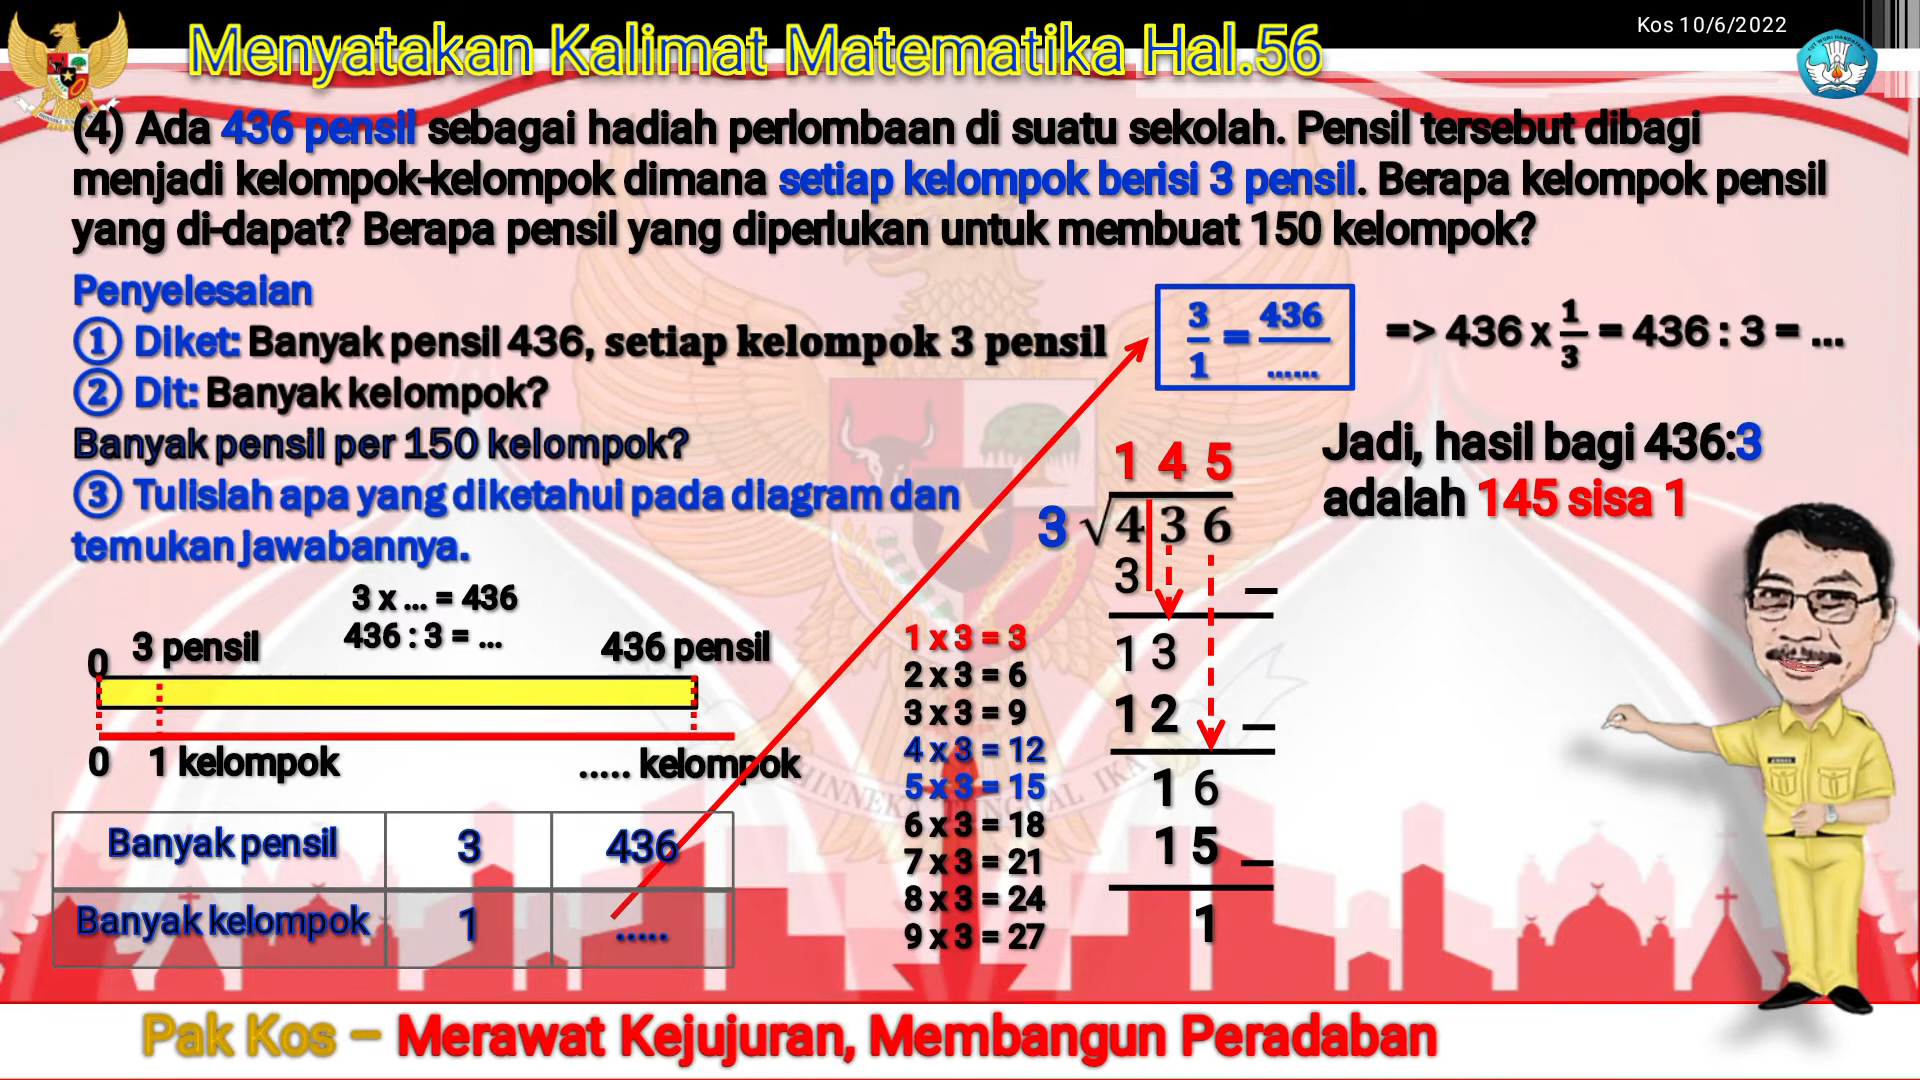 Kos 10/6/2022
Menyatakan Kalimat Matematika Hal.56
(4) Ada 436 pensil sebagai hadiah perlombaan di suatu sekolah. Pensil tersebut dibagi
menjadi kelompok-kelompok dimana setiap kelompok berisi 3 pensil. Berapa kelompok pensil
yang di-dapat? Berapa pensil yang diperlukan untuk membuat 150 kelompok?
Penyelesaian
① Diket: Banyak pensil 436, setiap kelompok 3 pensil
② Dit: Banyak kelompok?
Banyak pensil per 150 kelompok?
③ Tulislah apa yang diketahui pada diagram dan
temukan jawabannya.
3 x ... = 436
436 : 3 = ...
0 3 pensil 436 pensil
0 1 kelompok ..... kelompok
Banyak pensil 3 436
Banyak kelompok 1 .....
3/1 = 436/......
=> 436 x 1/3 = 436 : 3 = ...
1 x 3 = 3
2 x 3 = 6
3 x 3 = 9
4 x 3 = 12
5 x 3 = 15
6 x 3 = 18
7 x 3 = 21
8 x 3 = 24
9 x 3 = 27
1 4 5
3 √4 3 6
3 –
1 3
1 2 –
1 6
1 5 –
1
Jadi, hasil bagi 436:3
adalah 145 sisa 1
Pak Kos – Merawat Kejujuran, Membangun Peradaban